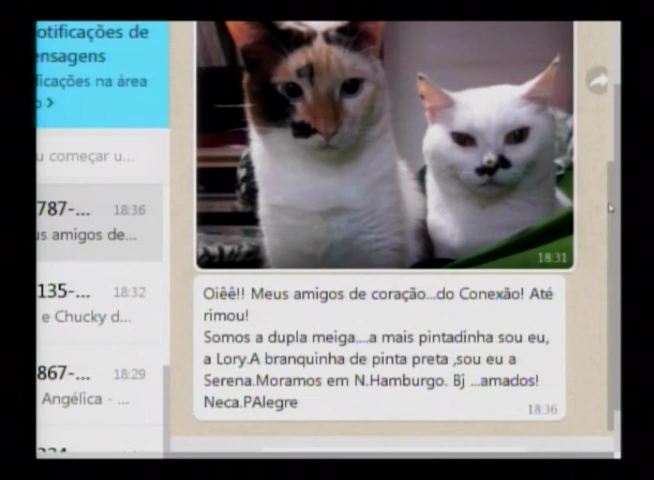 otificações de
ensagens
ficações na área
o >
u começar u...
787-... 18:36
us amigos de...
135-... 18:32
e Chucky d...
867-... 18:29
Angélica - ...
18:31
Oiêê!! Meus amigos de coração...do Conexão! Até
rimou!
Somos a dupla meiga....a mais pintadinha sou eu,
a Lory.A branquinha de pinta preta ,sou eu a
Serena.Moramos em N.Hamburgo. Bj ...amados!
Neca.PAlegre
18:36